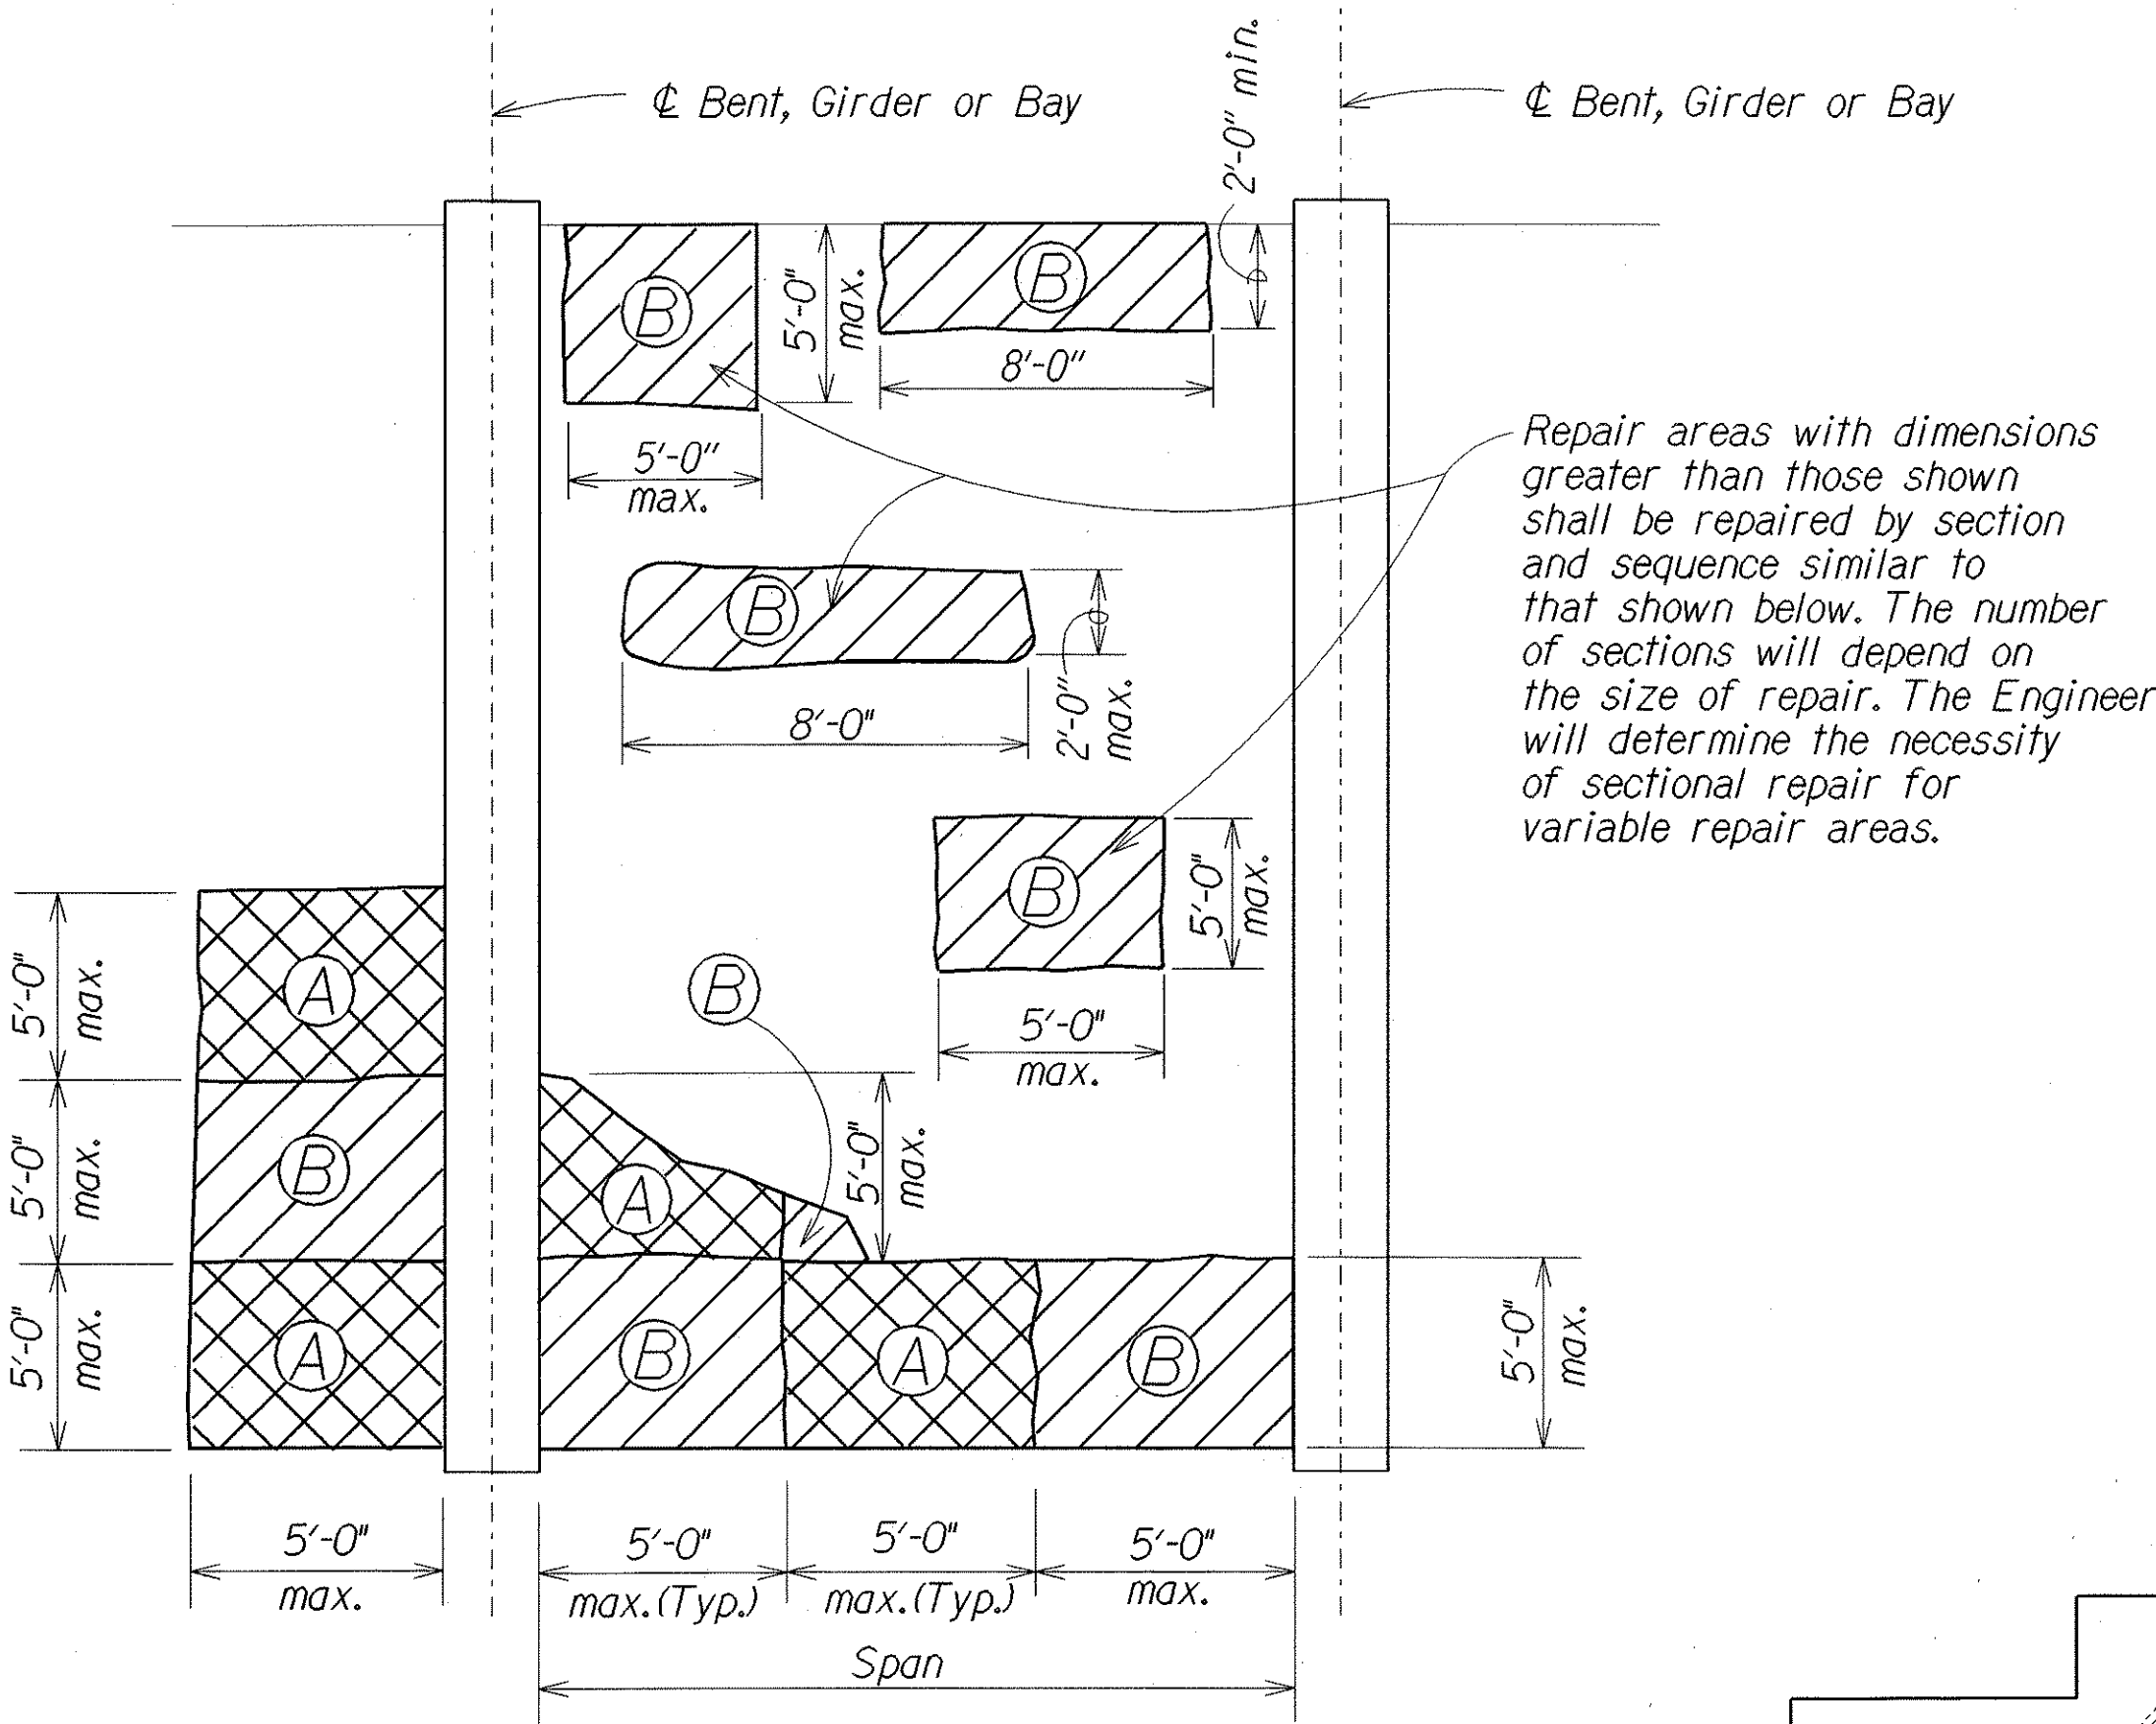 ℄ Bent, Girder or Bay
℄ Bent, Girder or Bay
2'-0" min.
B
5'-0"
max.
B
8'-0"
5'-0"
max.
Repair areas with dimensions
greater than those shown
shall be repaired by section
and sequence similar to
that shown below. The number
of sections will depend on
the size of repair. The Engineer
will determine the necessity
of sectional repair for
variable repair areas.
B
8'-0"
2'-0"
max.
B
5'-0"
max.
5'-0"
max.
5'-0"
max.
A
B
5'-0"
max.
B
A
5'-0"
max.
5'-0"
max.
A
B
A
B
5'-0"
max.
5'-0"
max.
5'-0"
max.(Typ.)
5'-0"
max.(Typ.)
5'-0"
max.
Span